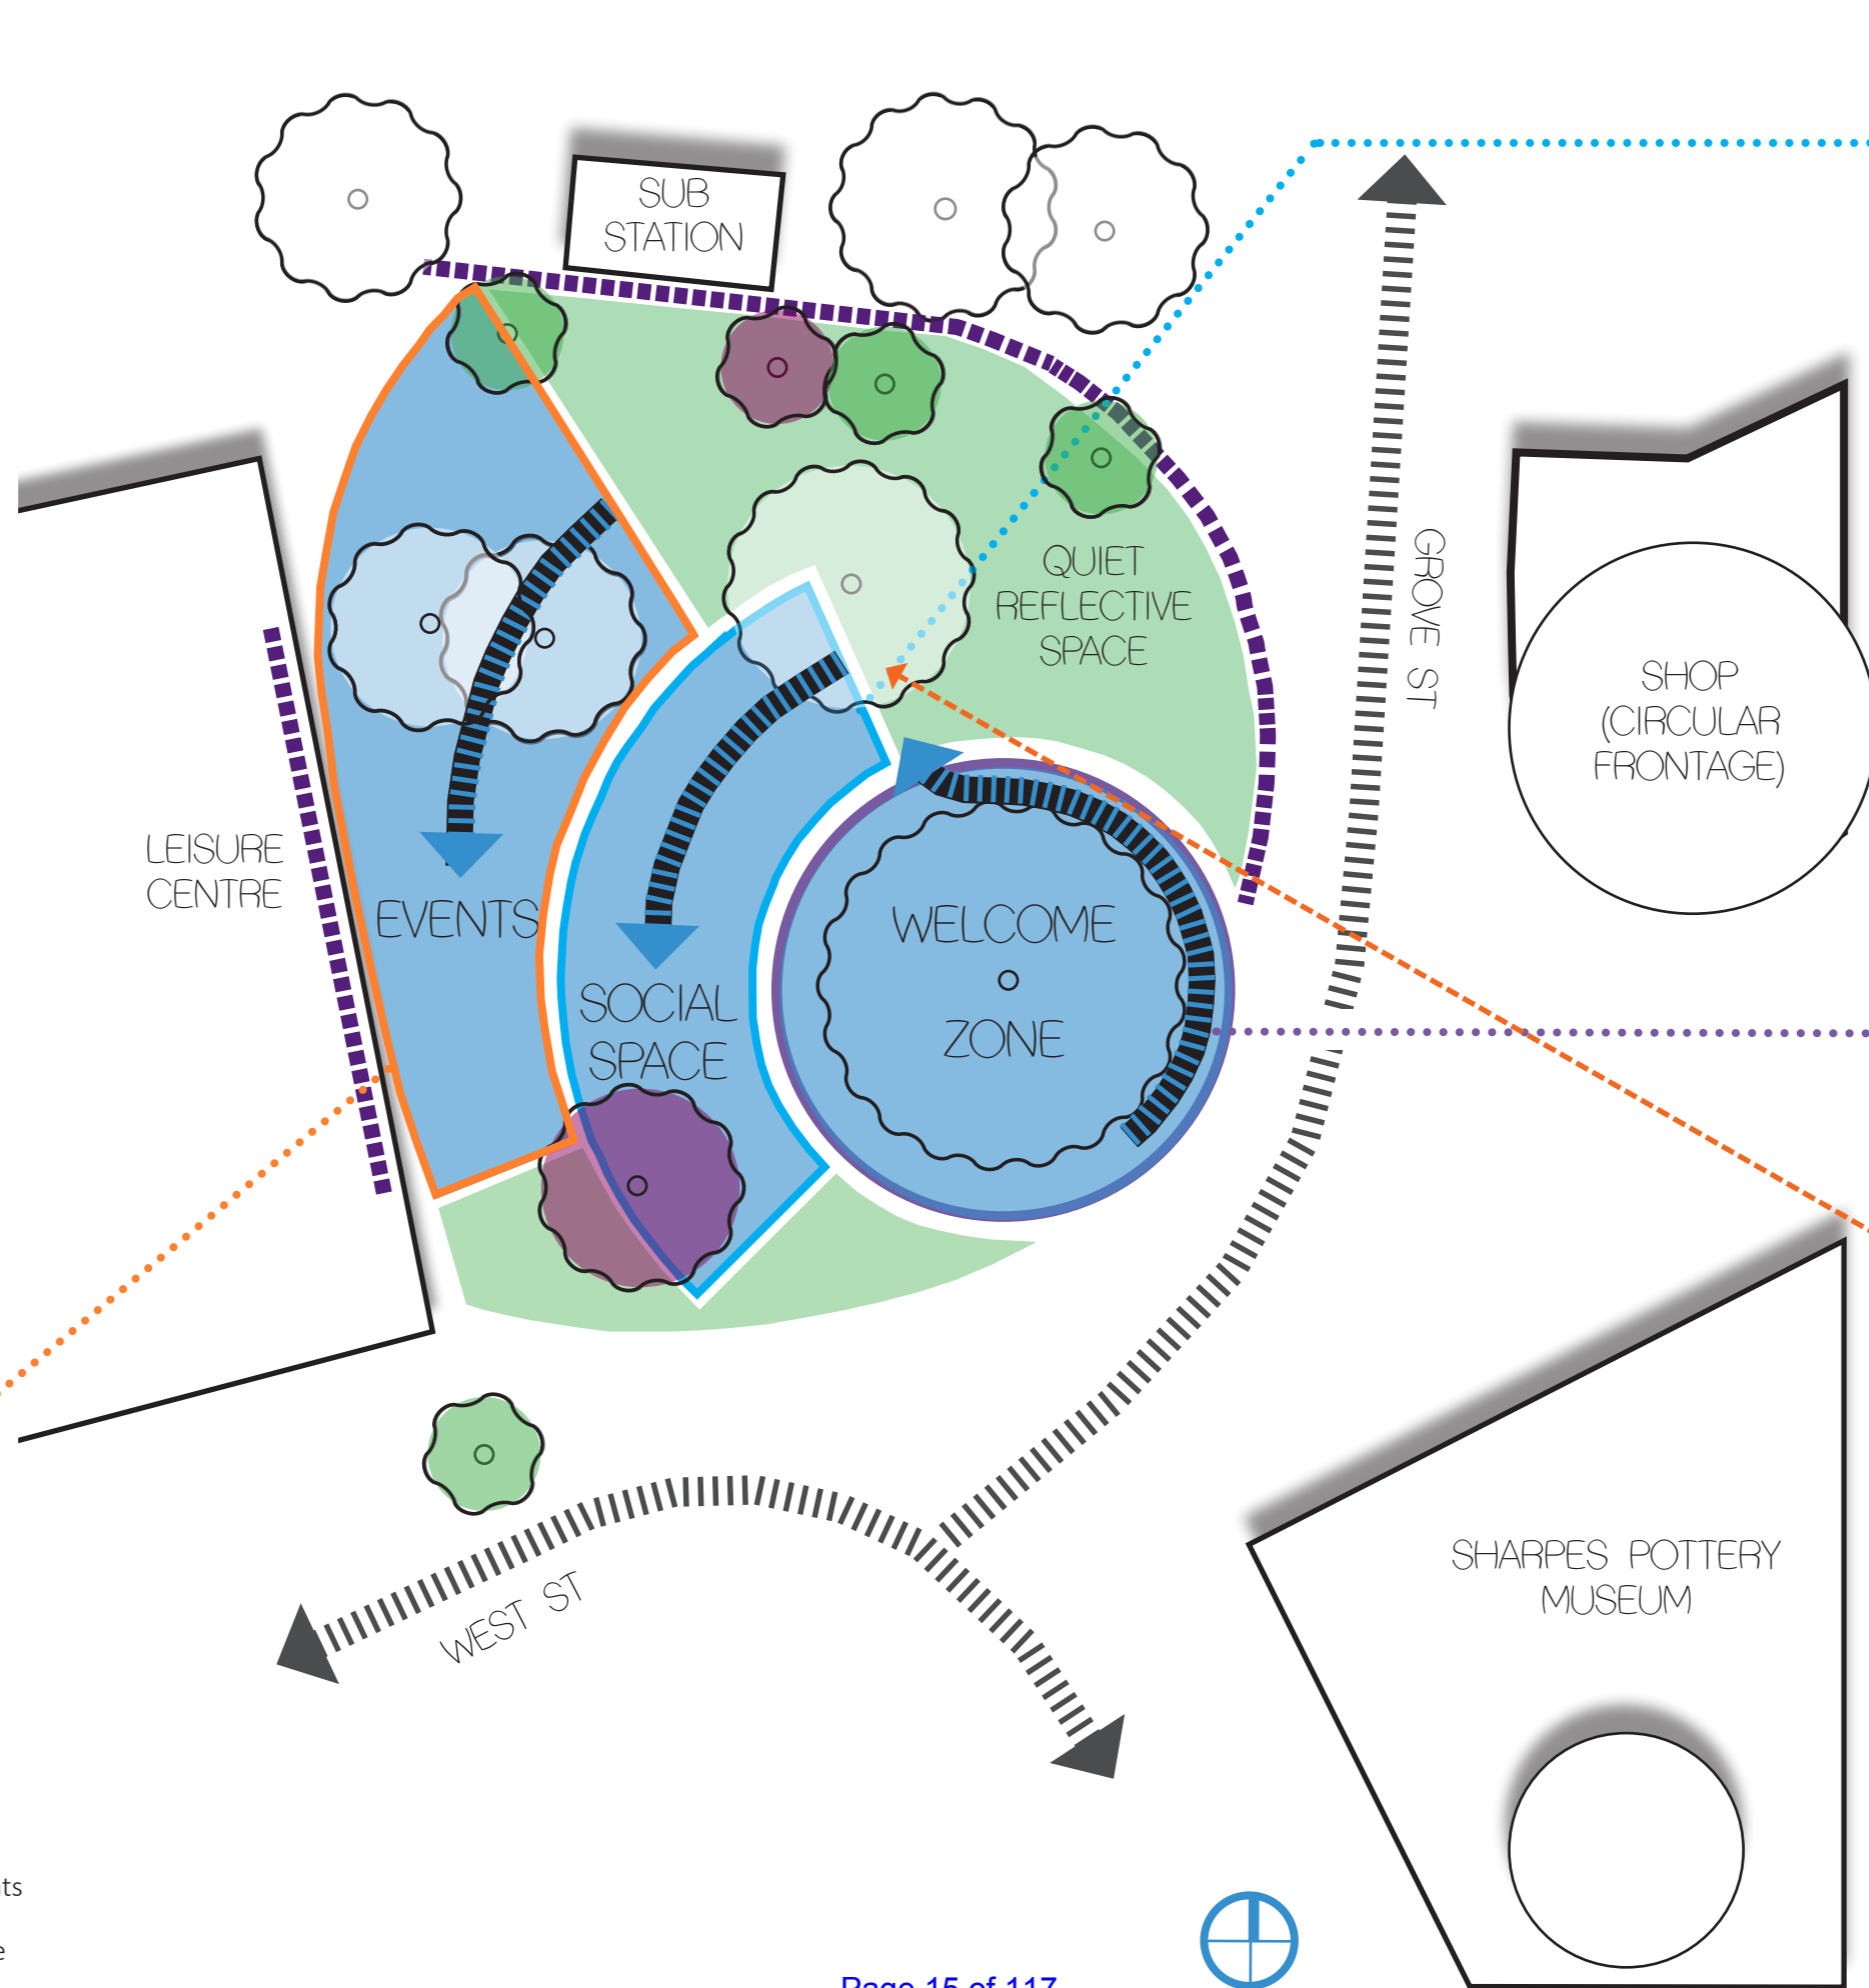 SUB
STATION
QUIET
REFLECTIVE
SPACE
GROVE ST
SHOP
(CIRCULAR
FRONTAGE)
LEISURE
CENTRE
EVENTS
WELCOME
ZONE
SOCIAL
SPACE
WEST ST
SHARPES POTTERY
MUSEUM
ts
e
Page 15 of 117